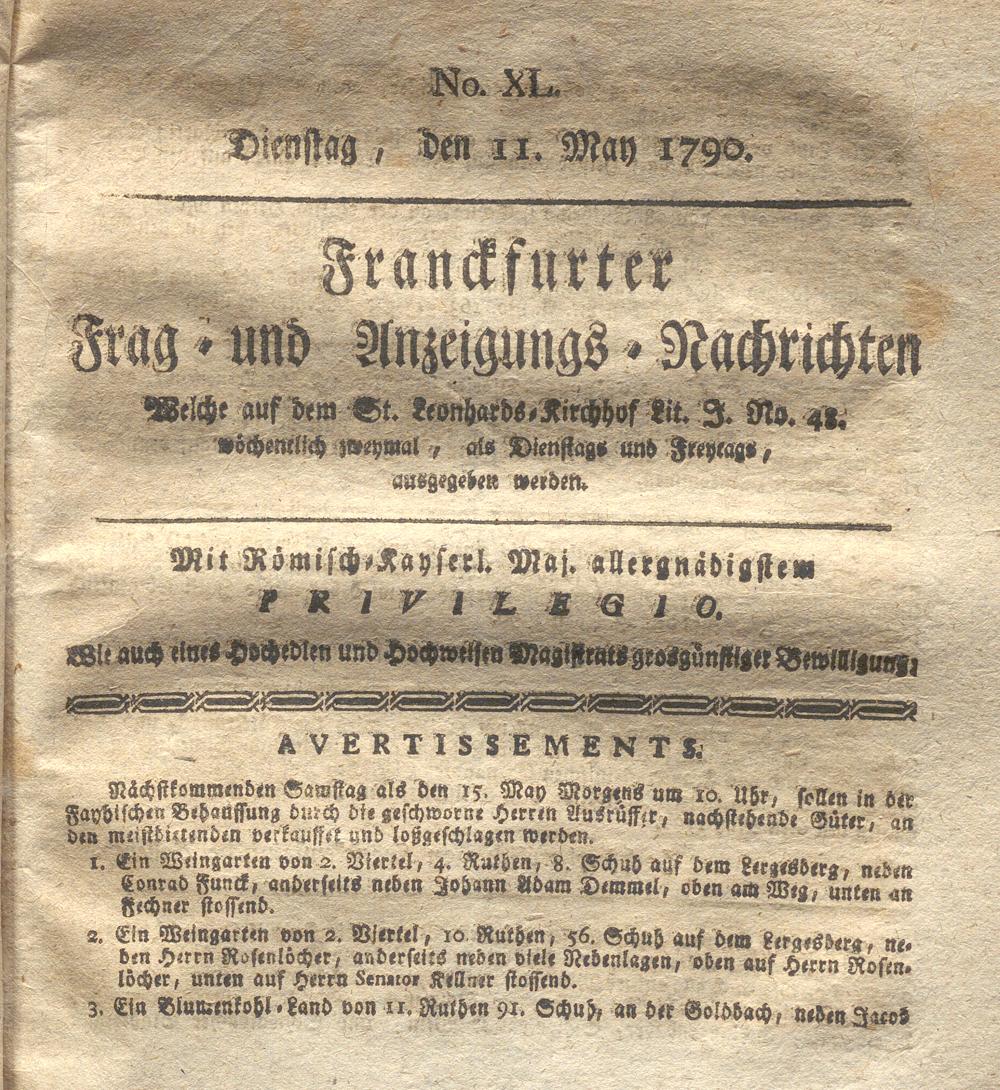 No. XL.
Dienstag, den 11. May 1790.
Franckfurter
Frag- und Anzeigungs-Nachrichten
Welche auf dem St. Leonhards-Kirchhof Lit. J. No. 48.
wöchentlich zweymal, als Dienstags und Freytags,
ausgegeben werden.
Mit Römisch-Kayserl. Maj. allergnädigstem
PRIVILEGIO.
Wie auch eines Hochedlen und Hochweisen Magistrats grosgünstiger Bewilligung.
AVERTISSEMENTS.
Nächstkommenden Samstag als den 15. May Morgens um 10. Uhr, sollen in der
Faybischen Behaussung durch die geschworne Herren Ausrüffer, nachstehende Güter, an
den meistbietenden verkauffet und loßgeschlagen werden.
1. Ein Weingarten von 2. Viertel, 4. Ruthen, 8. Schuh auf dem Lergesberg, neben
Conrad Funck, anderseits neben Johann Adam Demmel, oben am Weg, unten an
Fechner stossend.
2. Ein Weingarten von 2. Viertel, 10. Ruthen, 56. Schuh auf dem Lergesberg, ne-
ben Herrn Rosenlöcher, anderseits neben viele Nebenlagen, oben auf Herrn Rosen-
löcher, unten auf Herrn Senator Kellner stossend.
3. Ein Blumenkohl-Land von 11. Ruthen 91. Schuh, an der Goldbach, neben Jacob